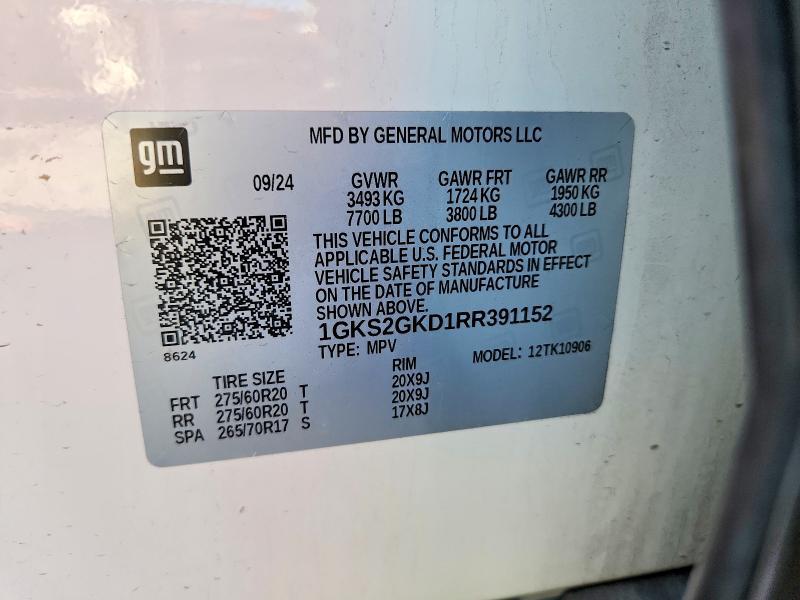 gm
MFD BY GENERAL MOTORS LLC
09/24 GVWR GAWR FRT GAWR RR
3493 KG 1724 KG 1950 KG
7700 LB 3800 LB 4300 LB
THIS VEHICLE CONFORMS TO ALL
APPLICABLE U.S. FEDERAL MOTOR
VEHICLE SAFETY STANDARDS IN EFFECT
ON THE DATE OF MANUFACTURE
SHOWN ABOVE.
1GKS2GKD1RR391152
8624
TYPE: MPV MODEL: 12TK10906
TIRE SIZE RIM
FRT 275/60R20 T 20X9J
RR 275/60R20 T 20X9J
SPA 265/70R17 S 17X8J